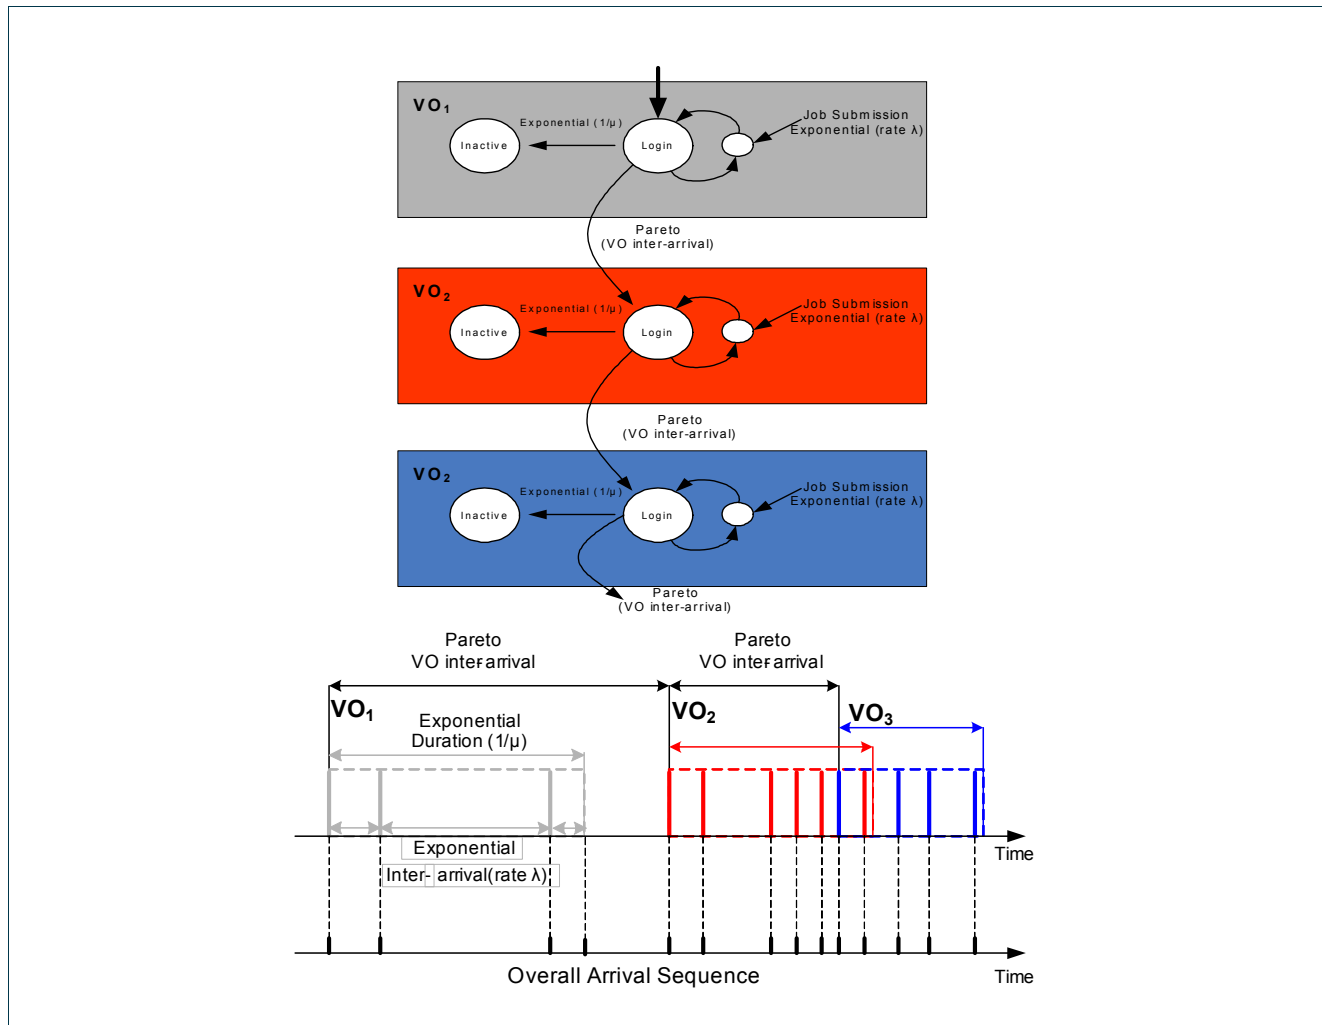 VO1
Exponential (1/µ)
Inactive
Login
Job Submission
Exponential (rate λ)
Pareto
(VO inter-arrival)
VO2
Exponential (1/µ)
Inactive
Login
Job Submission
Exponential (rate λ)
Pareto
(VO inter-arrival)
VO2
Exponential (1/µ)
Inactive
Login
Job Submission
Exponential (rate λ)
Pareto
(VO inter-arrival)
Pareto
VO inter-arrival
Pareto
VO inter-arrival
VO1
VO2
VO3
Exponential
Duration (1/µ)
Exponential
Inter- arrival(rate λ)
Time
Overall Arrival Sequence
Time